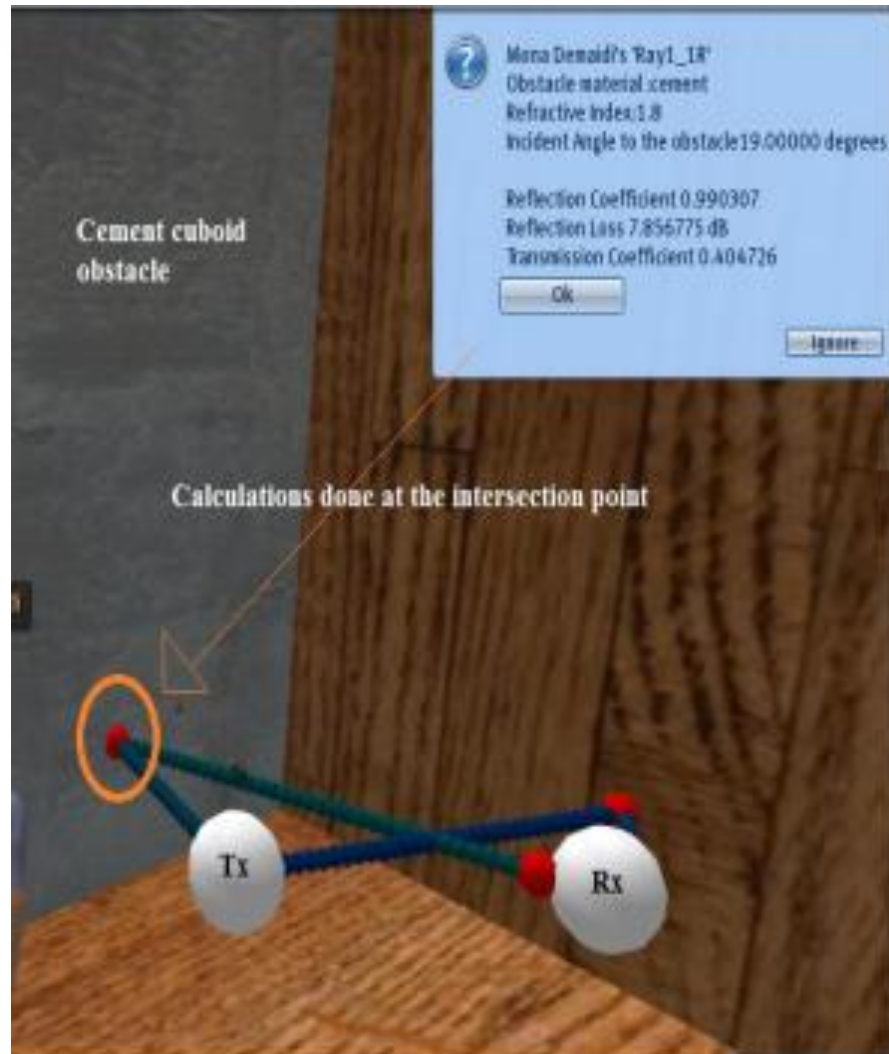 Mona Demaidi's 'Ray1_1R'
Obstacle material :cement
Refractive Index:1.8
Incident Angle to the obstacle19.00000 degrees
Reflection Coefficient 0.990307
Reflection Loss 7.856775 dB
Transmission Coefficient 0.404726
Ok
Ignore
Cement cuboid
obstacle
Calculations done at the intersection point
Tx
Rx